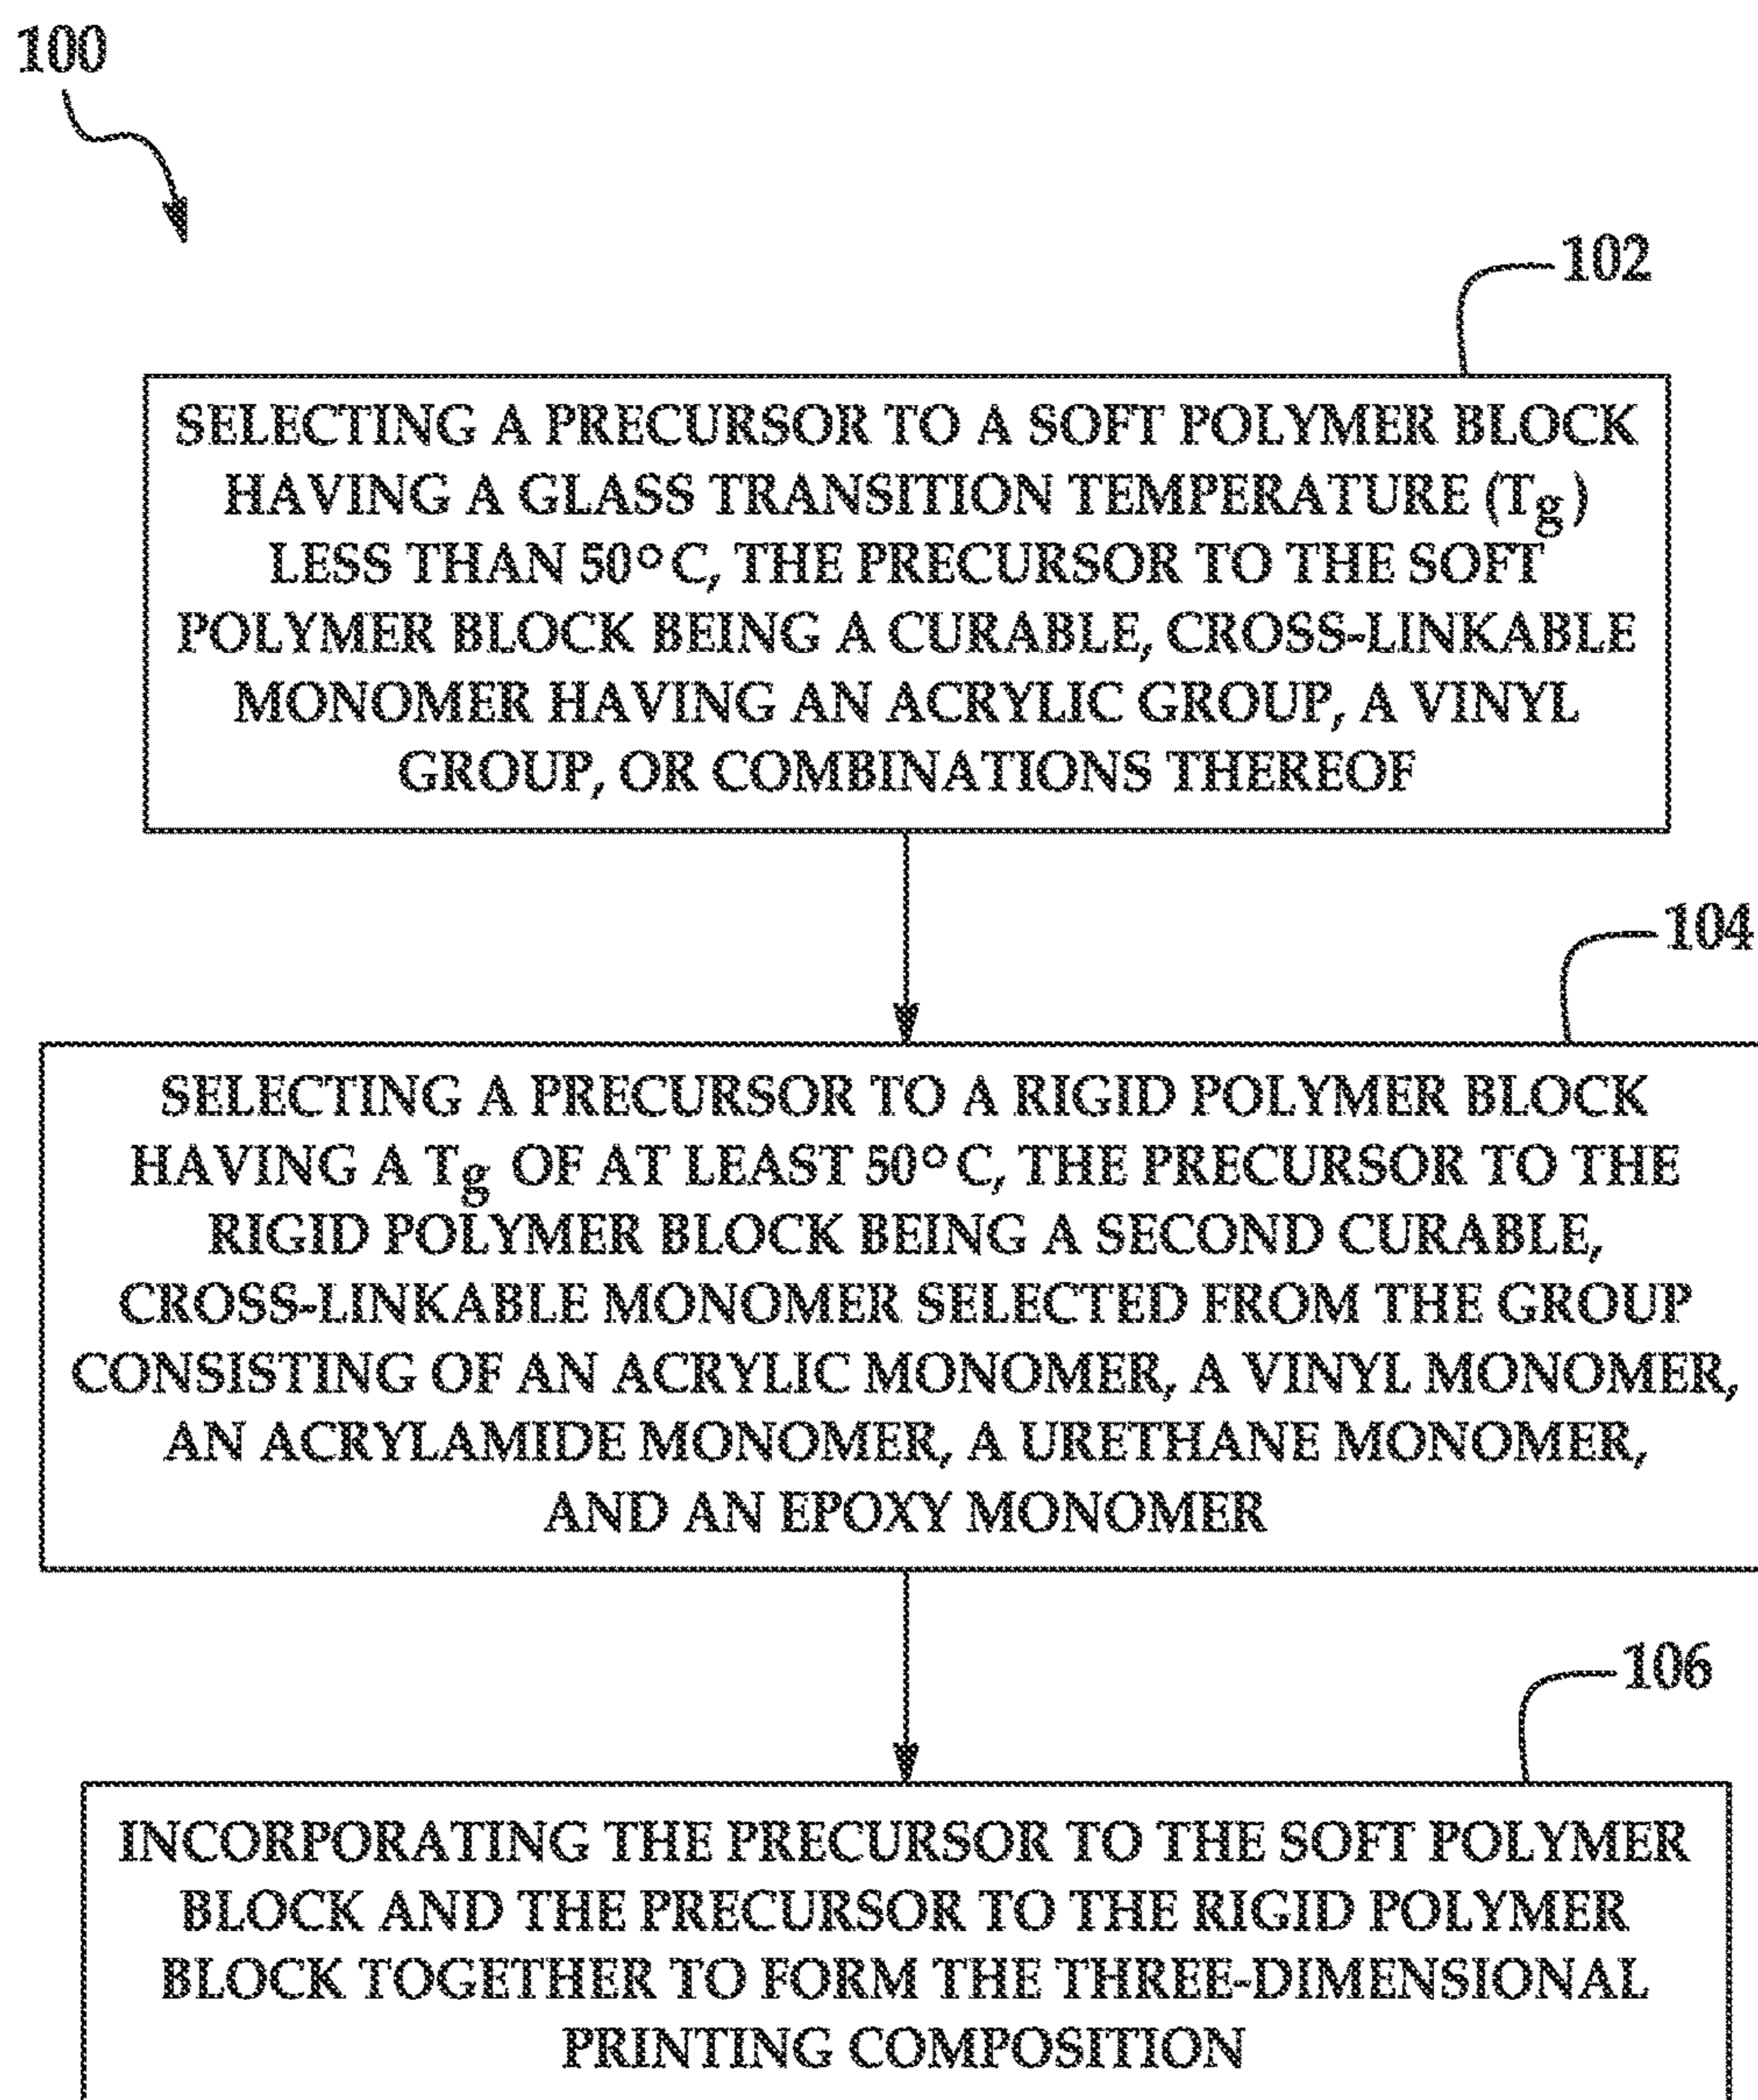 100
102
SELECTING A PRECURSOR TO A SOFT POLYMER BLOCK
HAVING A GLASS TRANSITION TEMPERATURE (Tg)
LESS THAN 50°C, THE PRECURSOR TO THE SOFT
POLYMER BLOCK BEING A CURABLE, CROSS-LINKABLE
MONOMER HAVING AN ACRYLIC GROUP, A VINYL
GROUP, OR COMBINATIONS THEREOF
104
SELECTING A PRECURSOR TO A RIGID POLYMER BLOCK
HAVING A Tg OF AT LEAST 50°C, THE PRECURSOR TO THE
RIGID POLYMER BLOCK BEING A SECOND CURABLE,
CROSS-LINKABLE MONOMER SELECTED FROM THE GROUP
CONSISTING OF AN ACRYLIC MONOMER, A VINYL MONOMER,
AN ACRYLAMIDE MONOMER, A URETHANE MONOMER,
AND AN EPOXY MONOMER
106
INCORPORATING THE PRECURSOR TO THE SOFT POLYMER
BLOCK AND THE PRECURSOR TO THE RIGID POLYMER
BLOCK TOGETHER TO FORM THE THREE-DIMENSIONAL
PRINTING COMPOSITION